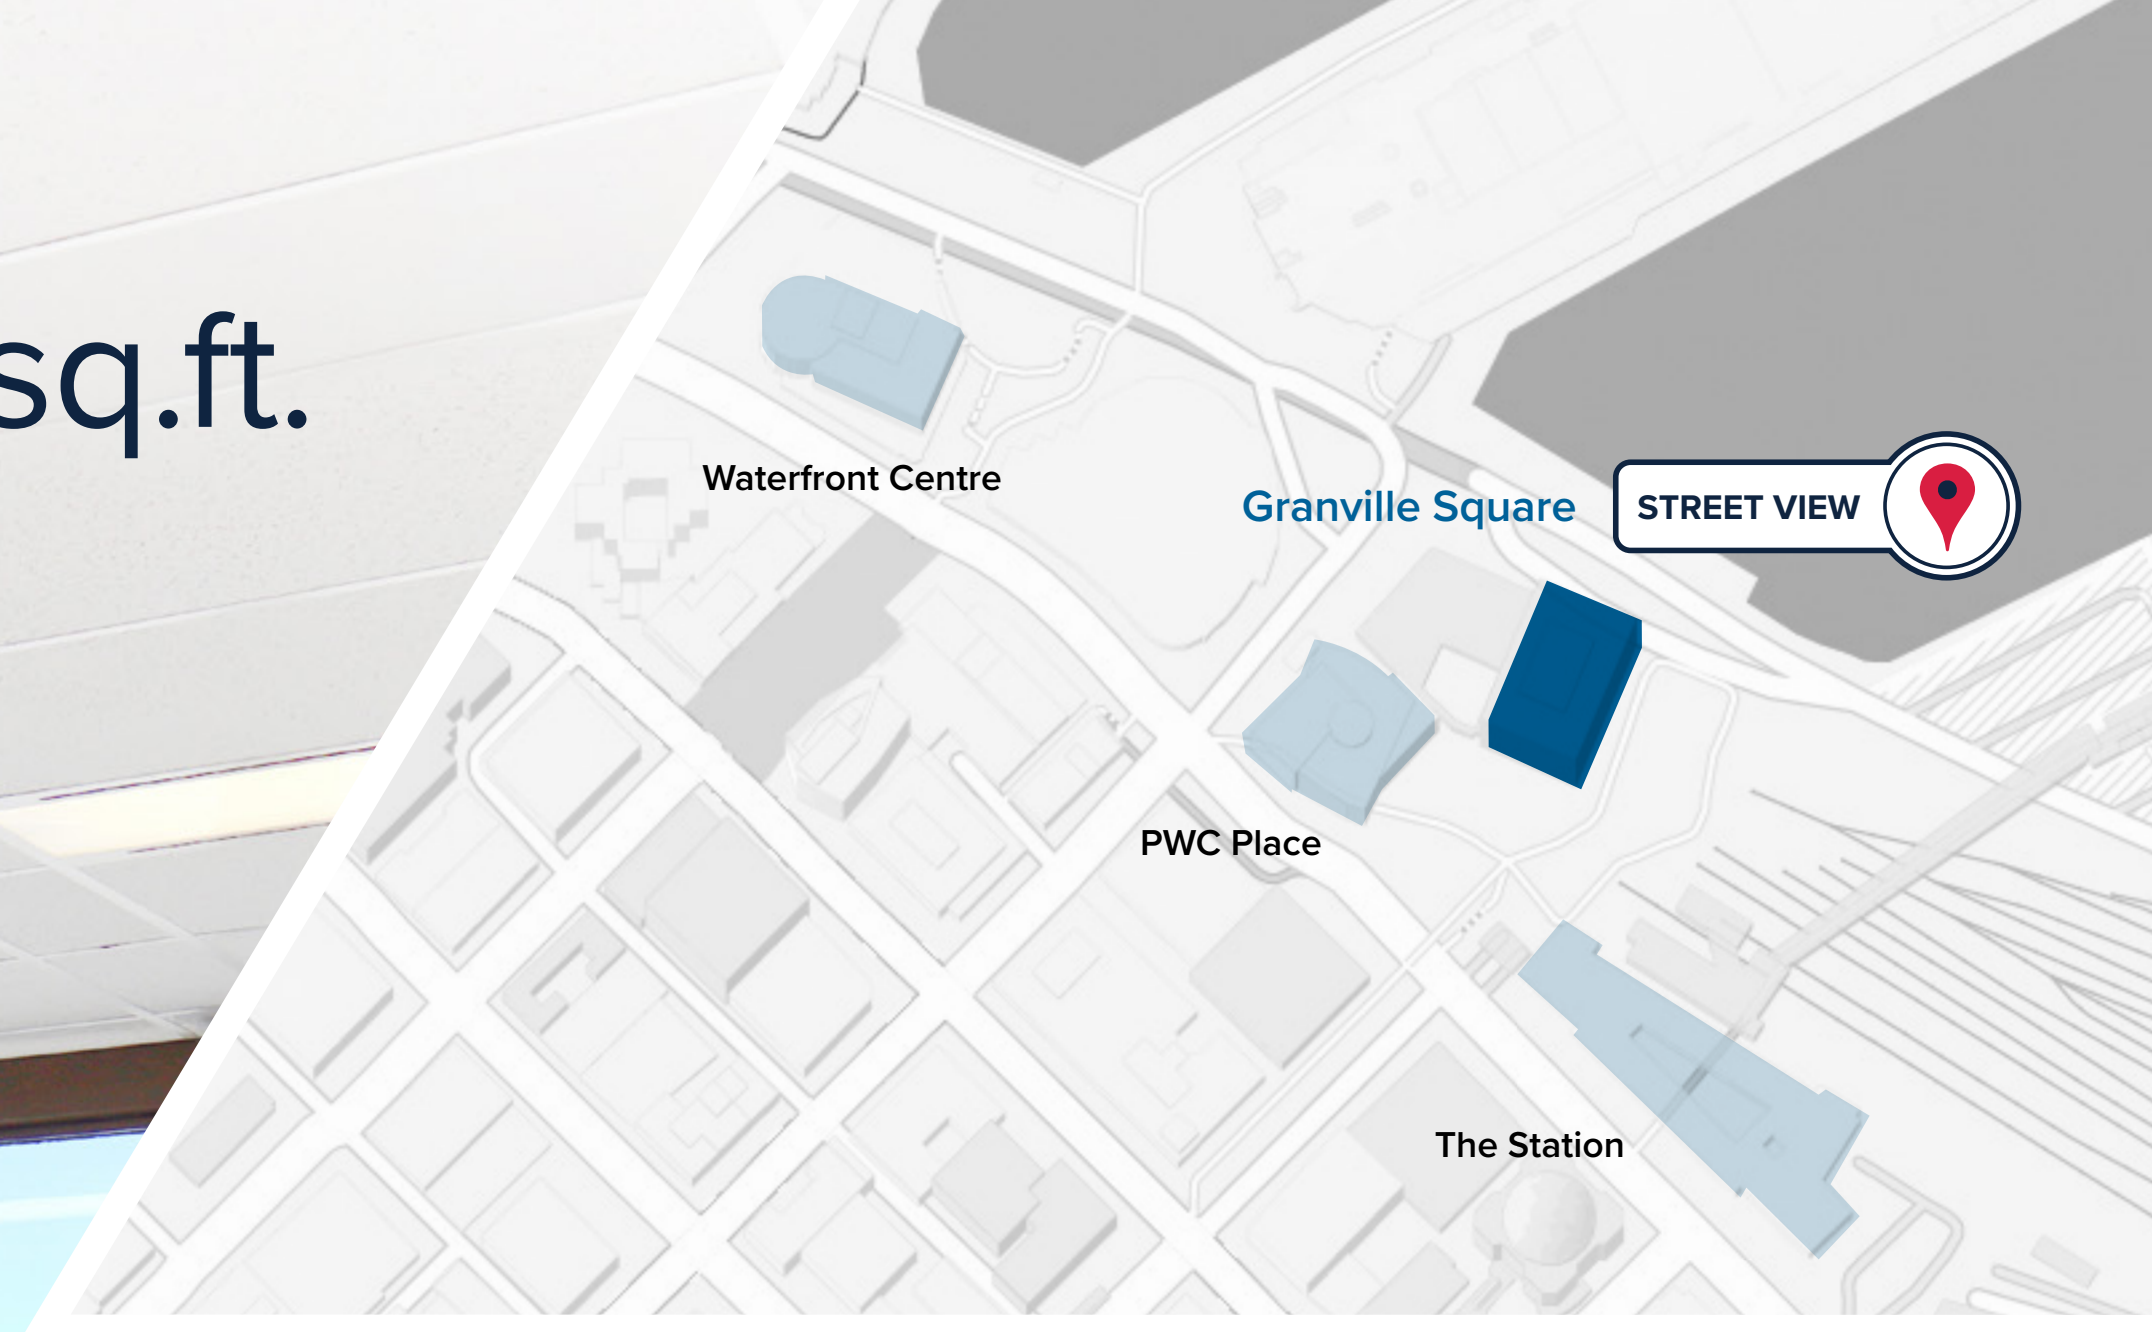 sq.ft.
Waterfront Centre
Granville Square
STREET VIEW
PWC Place
The Station